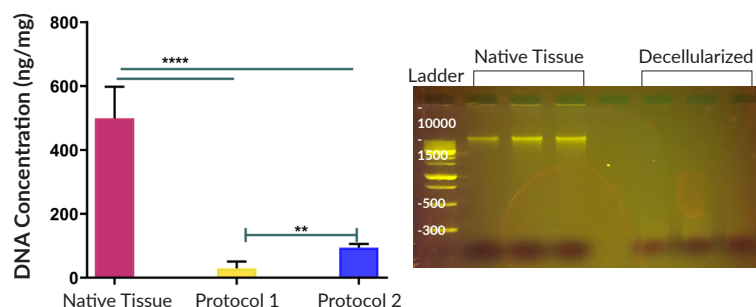 DNA Concentration (ng/mg)
800
600
400
200
0
****
**
Native Tissue
Protocol 1
Protocol 2
Native Tissue
Decellularized
Ladder
-
10000
-
1500
-500
-300